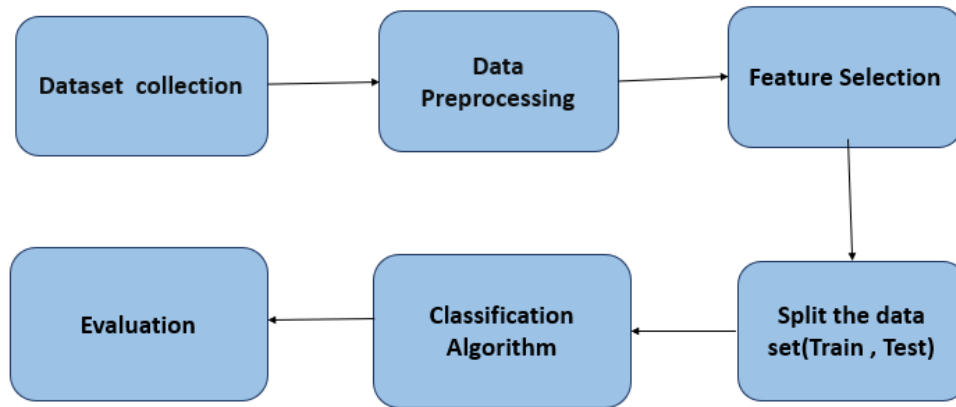 Dataset  collection
Data
Preprocessing
Feature Selection
Split the data
set(Train , Test)
Classification
Algorithm
Evaluation